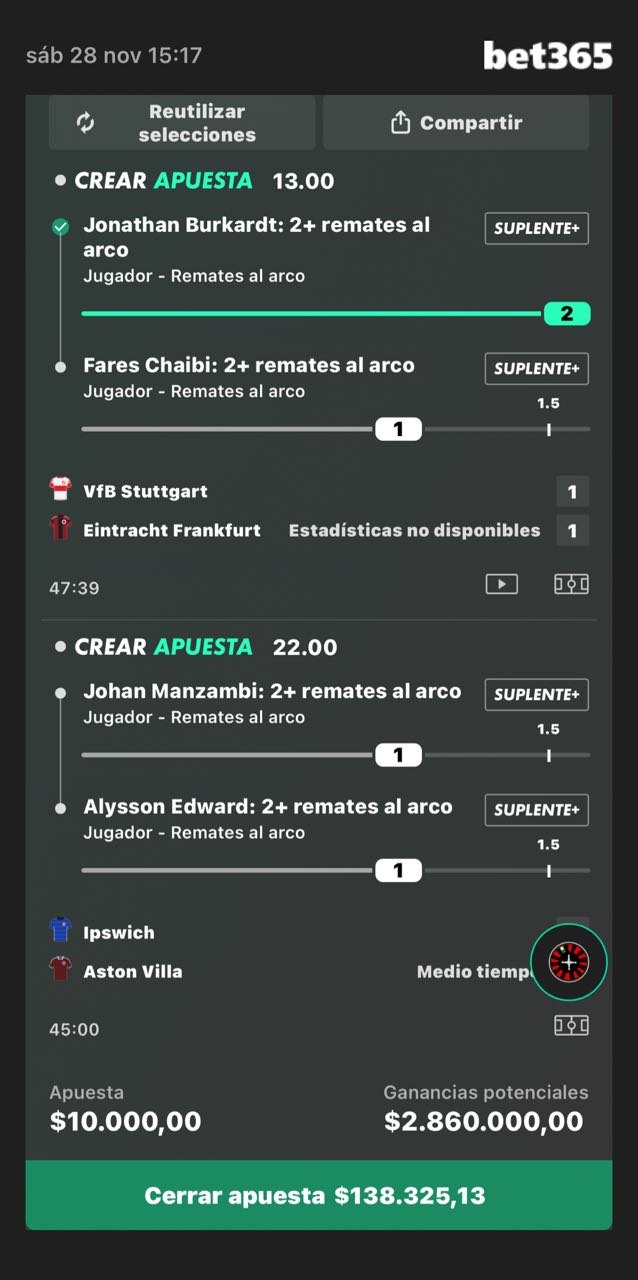 sáb 28 nov 15:17
bet365
Reutilizar
selecciones
Compartir
CREAR APUESTA 13.00
Jonathan Burkardt: 2+ remates al
arco
SUPLENTE+
Jugador - Remates al arco
2
Fares Chaibi: 2+ remates al arco
SUPLENTE+
Jugador - Remates al arco
1.5
1
VfB Stuttgart 1
Eintracht Frankfurt Estadísticas no disponibles 1
47:39
CREAR APUESTA 22.00
Johan Manzambi: 2+ remates al arco
SUPLENTE+
Jugador - Remates al arco
1.5
1
Alysson Edward: 2+ remates al arco
SUPLENTE+
Jugador - Remates al arco
1.5
1
Ipswich
Aston Villa Medio
45:00
Apuesta Ganancias potenciales
$10.000,00 $2.860.000,00
Cerrar apuesta $138.325,13